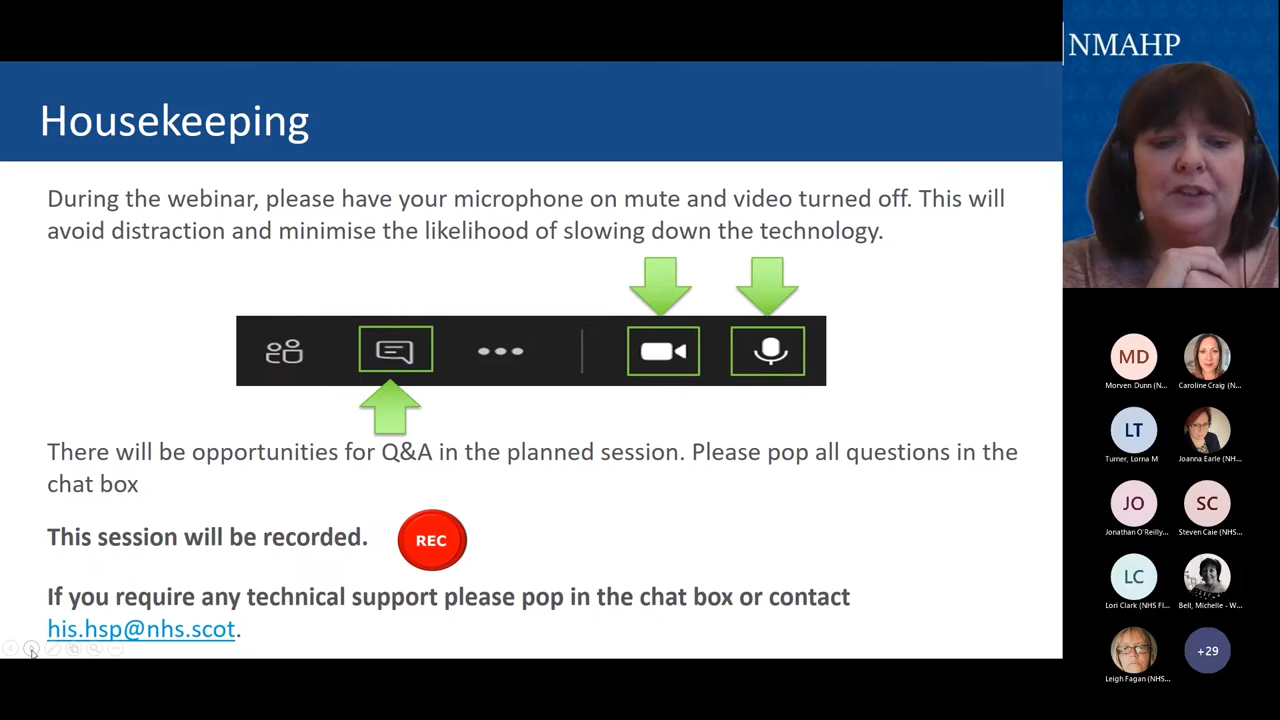 Housekeeping
During the webinar, please have your microphone on mute and video turned off. This will
avoid distraction and minimise the likelihood of slowing down the technology.
There will be opportunities for Q&A in the planned session. Please pop all questions in the
chat box
This session will be recorded.
REC
If you require any technical support please pop in the chat box or contact
his.hsp@nhs.scot.
NMAHP
MD
Morven Dunn (N...
Caroline Craig (N...
LT
Turner, Lorna M
Joanna Earle (NH...
JO
Jonathan O'Reilly...
SC
Steven Caie (NHS...
LC
Lori Clark (NHS FI...
Bell, Michelle - W...
Leigh Fagan (NHS...
+29